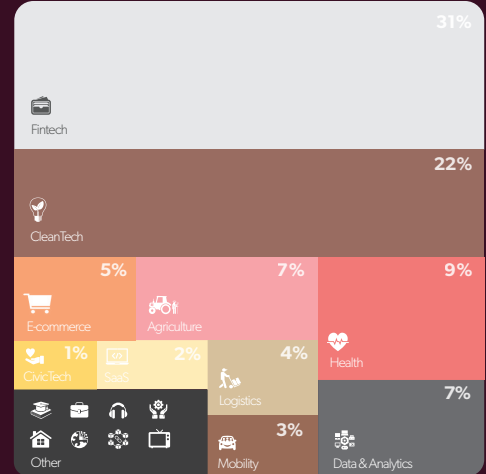 31%
Fintech
22%
CleanTech
5%
E-commerce
7%
Agriculture
9%
Health
1%
CivicTech
2%
SaaS
4%
Logistics
7%
Data & Analytics
3%
Mobility
Other